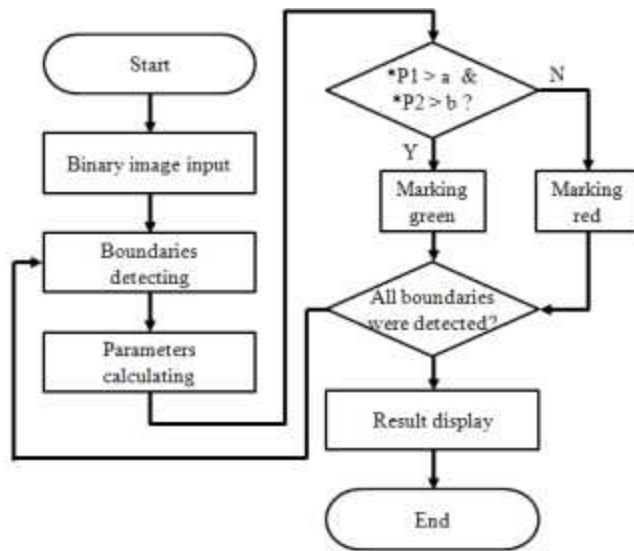 Start
Binary image input
Boundaries
detecting
Parameters
calculating
*P1 > a & 
*P2 > b ?
N
Y
Marking
green
Marking
red
All boundaries
were detected?
Result display
End